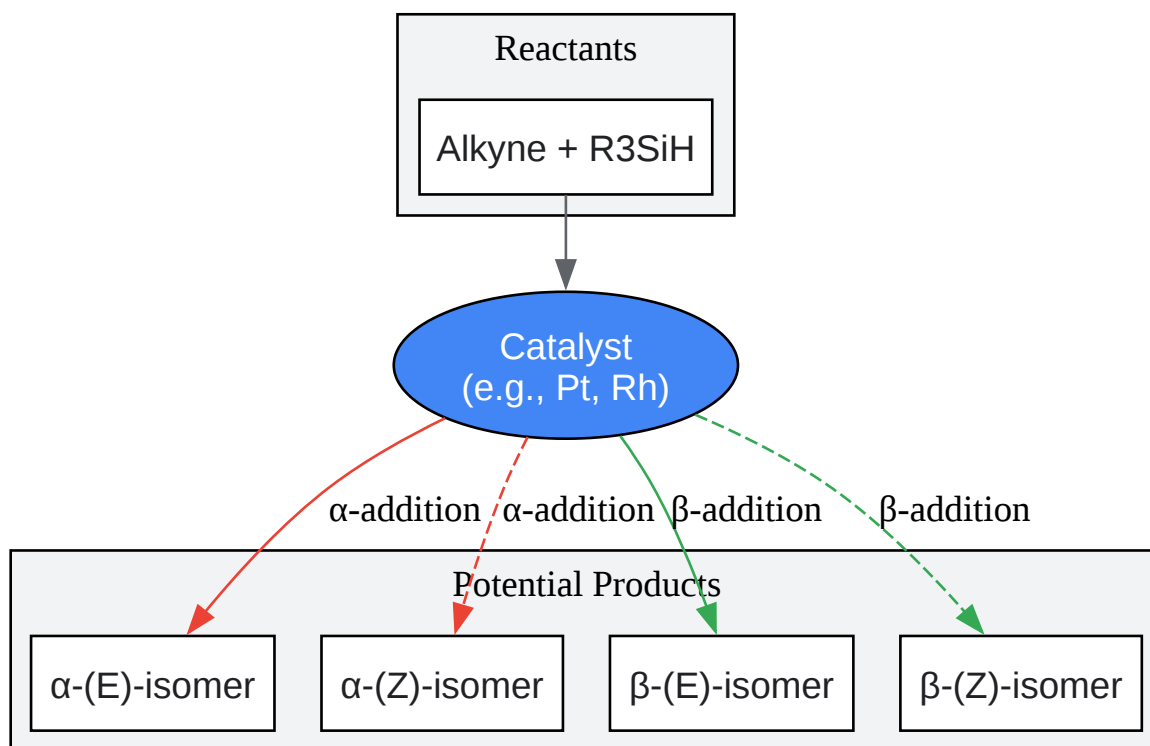 Reactants
Alkyne + R3SiH
Catalyst
(e.g., Pt, Rh)
α-addition
α-addition
β-addition
β-addition
Potential Products
α-(E)-isomer
α-(Z)-isomer
β-(E)-isomer
β-(Z)-isomer